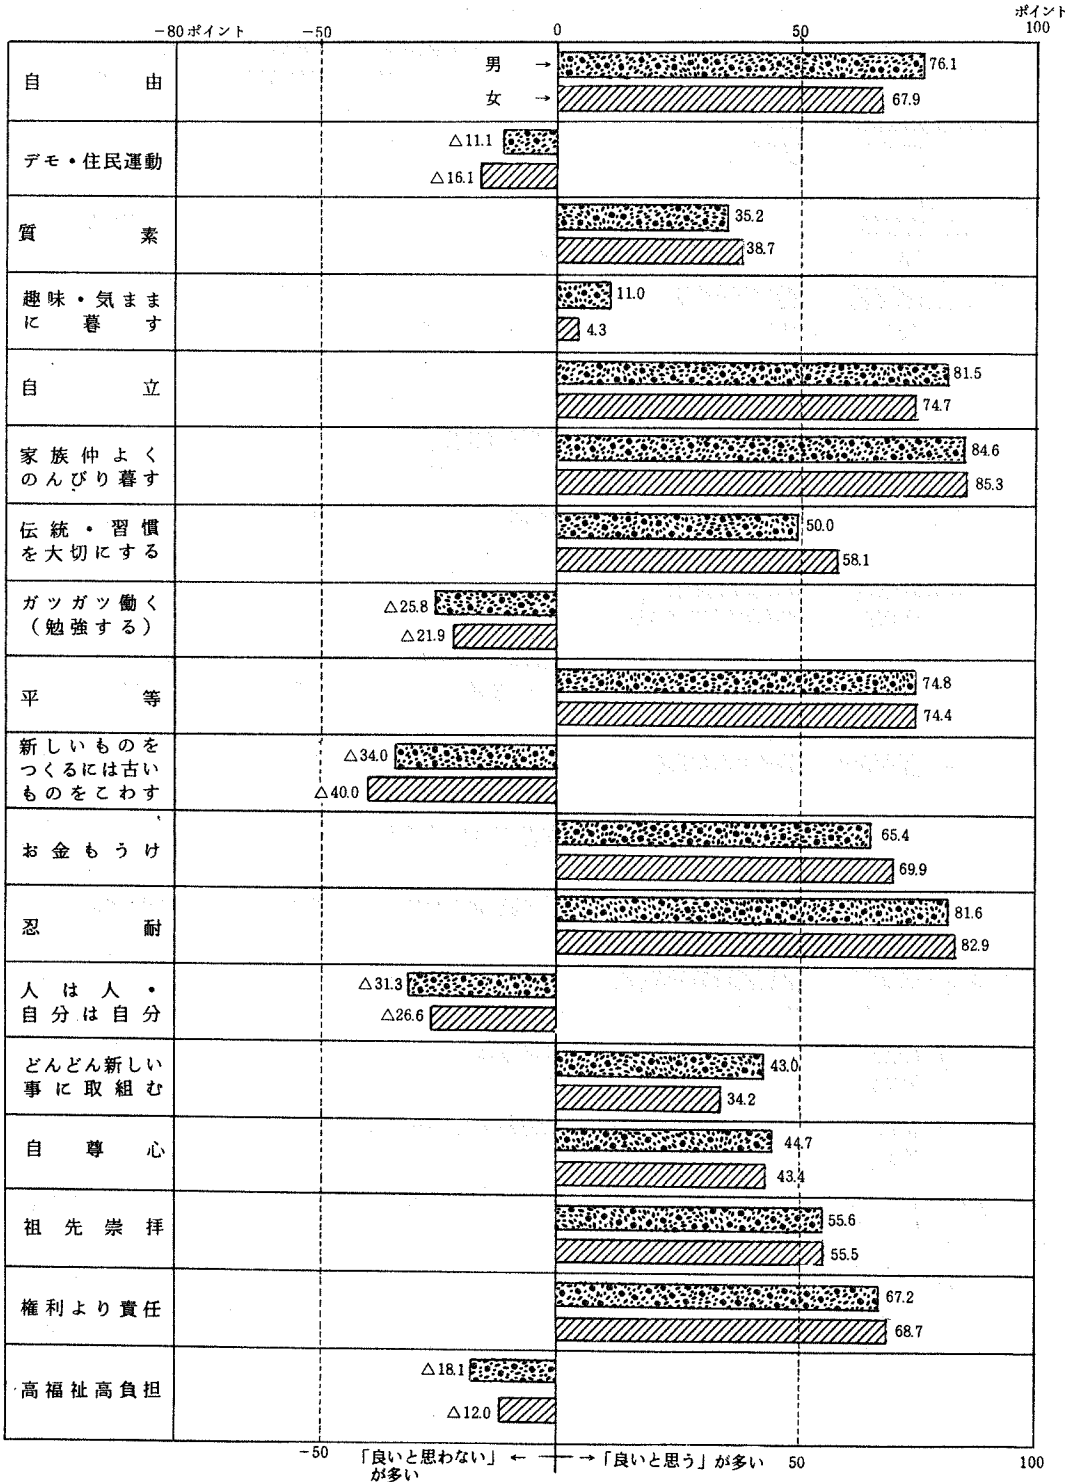 ポイント
-80ポイント -50 0 50 100
自由
男 → 76.1
女 → 67.9
デモ・住民運動
△11.1
△16.1
質素
35.2
38.7
趣味・気まま
に暮す
11.0
4.3
自立
81.5
74.7
家族仲よく
のんびり暮す
84.6
85.3
伝統・習慣
を大切にする
50.0
58.1
ガツガツ働く
(勉強する)
△25.8
△21.9
平等
74.8
74.4
新しいものを
つくるには古い
ものをこわす
△34.0
△40.0
お金もうけ
65.4
69.9
忍耐
81.6
82.9
人は人・
自分は自分
△31.3
△26.6
どんどん新しい
事に取組む
43.0
34.2
自尊心
44.7
43.4
祖先崇拝
55.6
55.5
権利より責任
67.2
68.7
高福祉高負担
△18.1
△12.0
-50 「良いと思わない」 ← → 「良いと思う」が多い 50 100
が多い